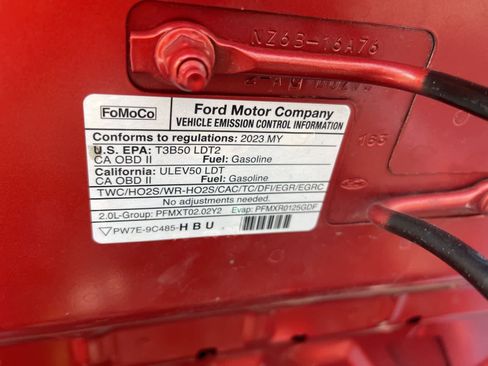 NZ6B-16A76
FoMoCo
Ford Motor Company
VEHICLE EMISSION CONTROL INFORMATION
Conforms to regulations: 2023 MY
U.S. EPA: T3B50 LDT2
CA OBD II Fuel: Gasoline
California: ULEV50 LDT
CA OBD II Fuel: Gasoline
TWC/HO2S/WR-HO2S/CAC/TC/DFI/EGR/EGRC
No adjustments needed.
2.0L-Group: PFMXT02.02Y2 Evap: PFMXR0125GDF
PW7E-9C485-HBU